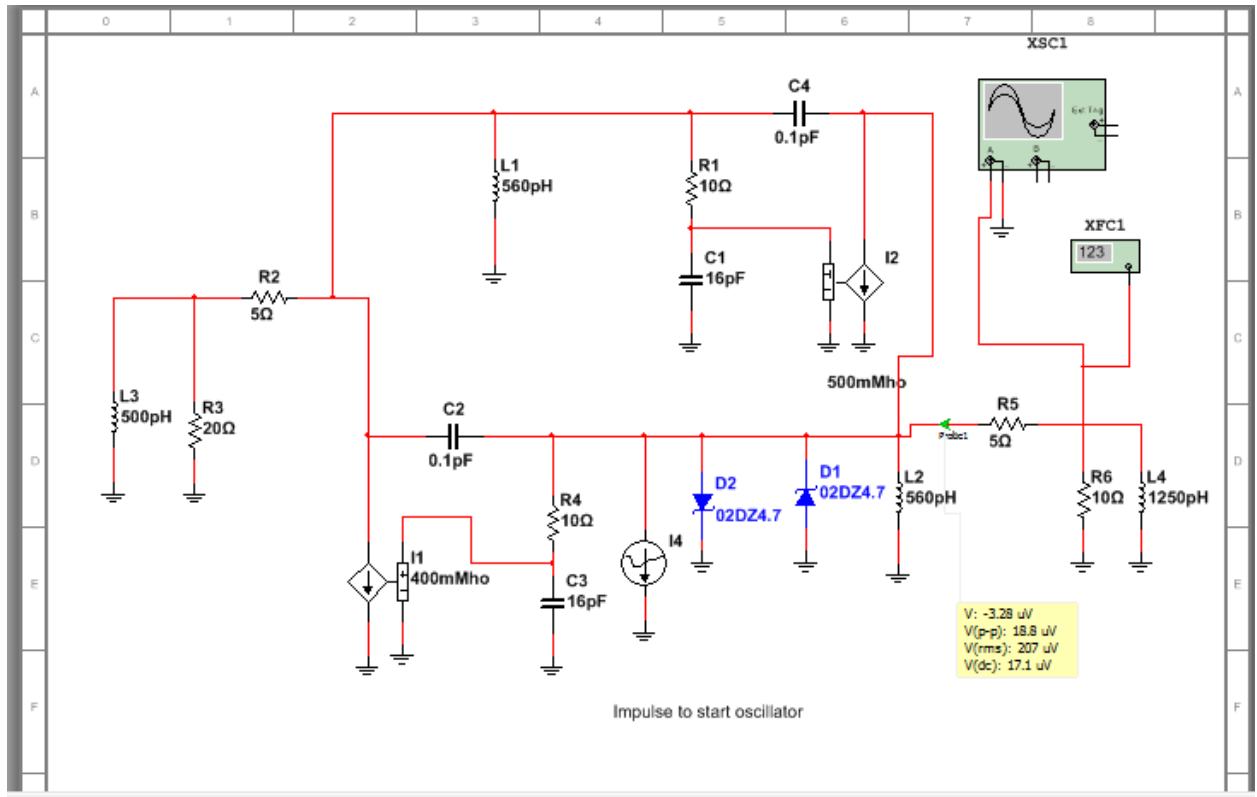 0 1 2 3 4 5 6 7 8
XSC1
A A
C4
Ext Trig
0.1pF
A B
L1
560pH
R1
10Ω
B B
XFC1
123
C1
16pF
I2
R2
5Ω
C C
500mMho
L3
500pH
R3
20Ω
C2
0.1pF
R5
5Ω
Probe1
D D
D2
02DZ4.7
D1
02DZ4.7
L2
560pH
R6
10Ω
L4
1250pH
R4
10Ω
I4
I1
400mMho
C3
16pF
E E
V: -3.28 uV
V(p-p): 18.8 uV
V(rms): 207 uV
V(dc): 17.1 uV
F F
Impulse to start oscillator